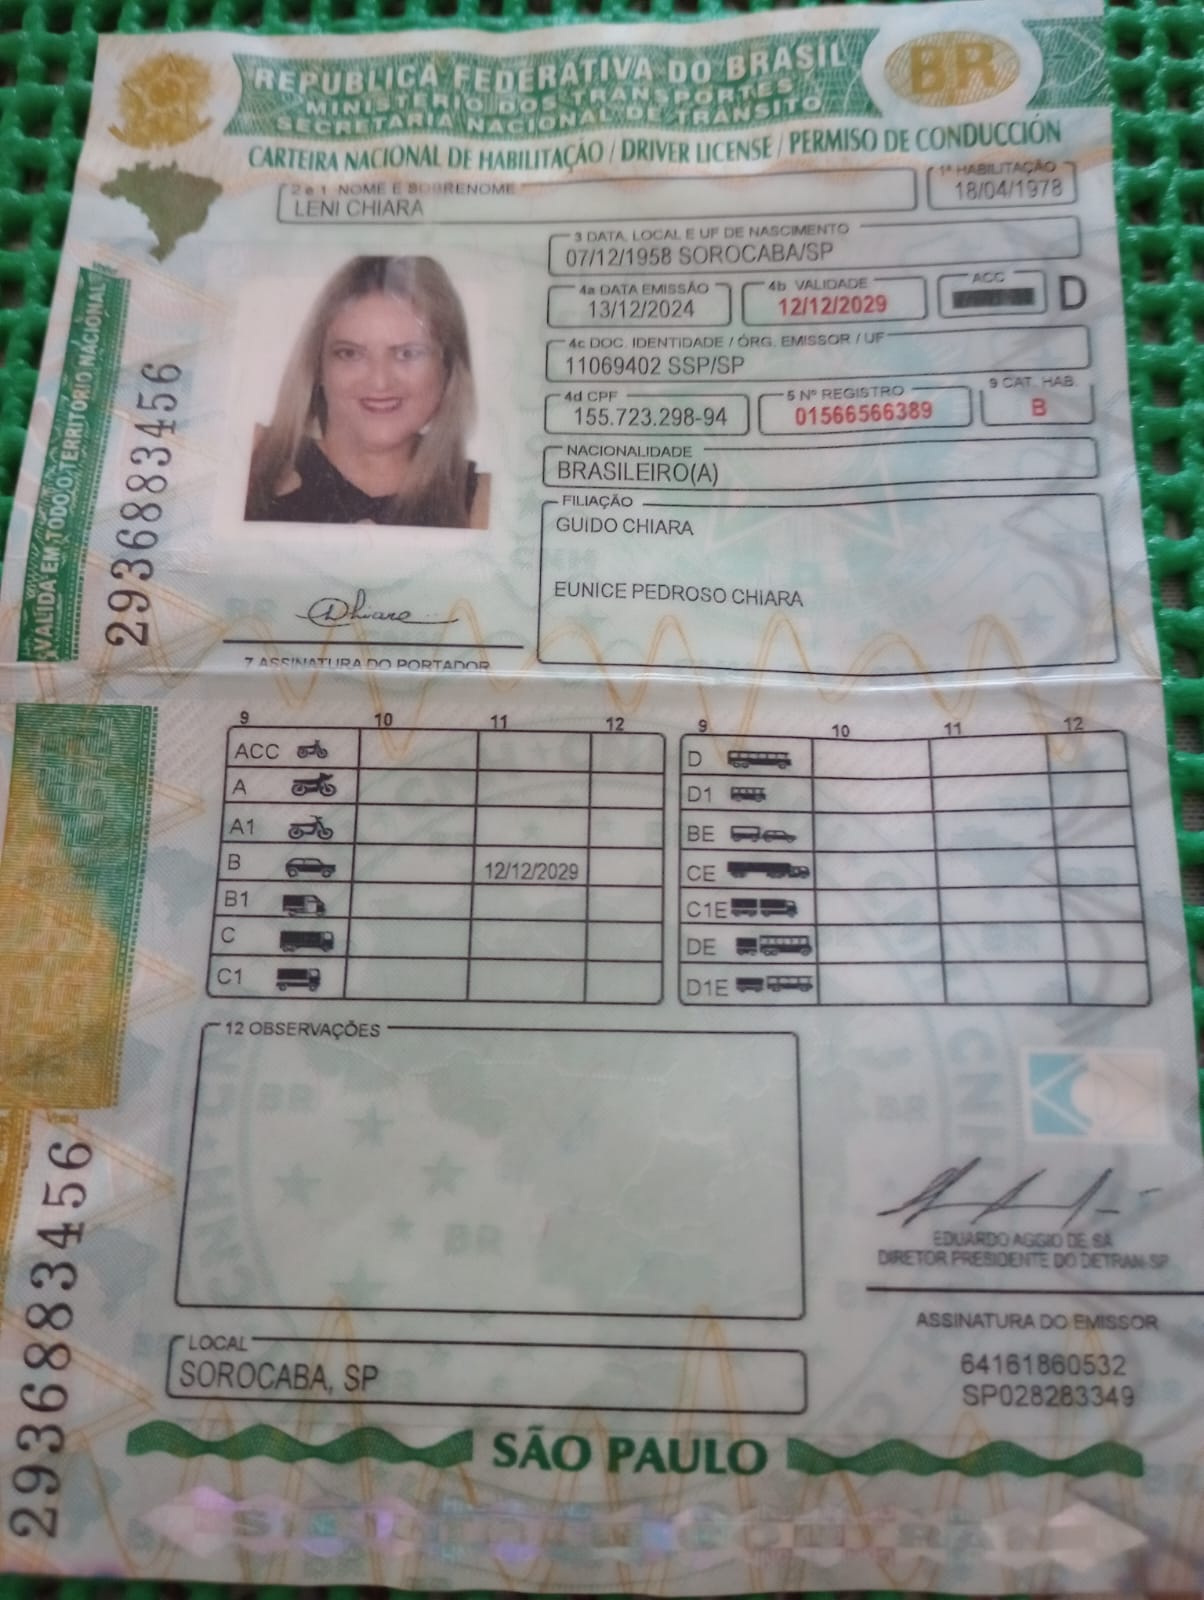 REPÚBLICA FEDERATIVA DO BRASIL
MINISTÉRIO DOS TRANSPORTES
SECRETARIA NACIONAL DE TRÂNSITO
BR
CARTEIRA NACIONAL DE HABILITAÇÃO / DRIVER LICENSE / PERMISO DE CONDUCCIÓN
2 e 1 NOME E SOBRENOME
LENI CHIARA
1ª HABILITAÇÃO
18/04/1978
3 DATA, LOCAL E UF DE NASCIMENTO
07/12/1958 SOROCABA/SP
4a DATA EMISSÃO
13/12/2024
4b VALIDADE
12/12/2029
ACC
D
4c DOC. IDENTIDADE / ÓRG. EMISSOR / UF
11069402 SSP/SP
4d CPF
155.723.298-94
5 Nº REGISTRO
01566566389
9 CAT. HAB.
B
NACIONALIDADE
BRASILEIRO(A)
FILIAÇÃO
GUIDO CHIARA
EUNICE PEDROSO CHIARA
VÁLIDA EM TODO O TERRITÓRIO NACIONAL
2936883456
Chiara
7 ASSINATURA DO PORTADOR
9 10 11 12
ACC
A
A1
B 12/12/2029
B1
C
C1
9 10 11 12
D
D1
BE
CE
C1E
DE
D1E
12 OBSERVAÇÕES
EDUARDO AGGIO DE SÁ
DIRETOR PRESIDENTE DO DETRAN-SP
ASSINATURA DO EMISSOR
64161860532
SP028283349
LOCAL
SOROCABA, SP
2936883456
SÃO PAULO